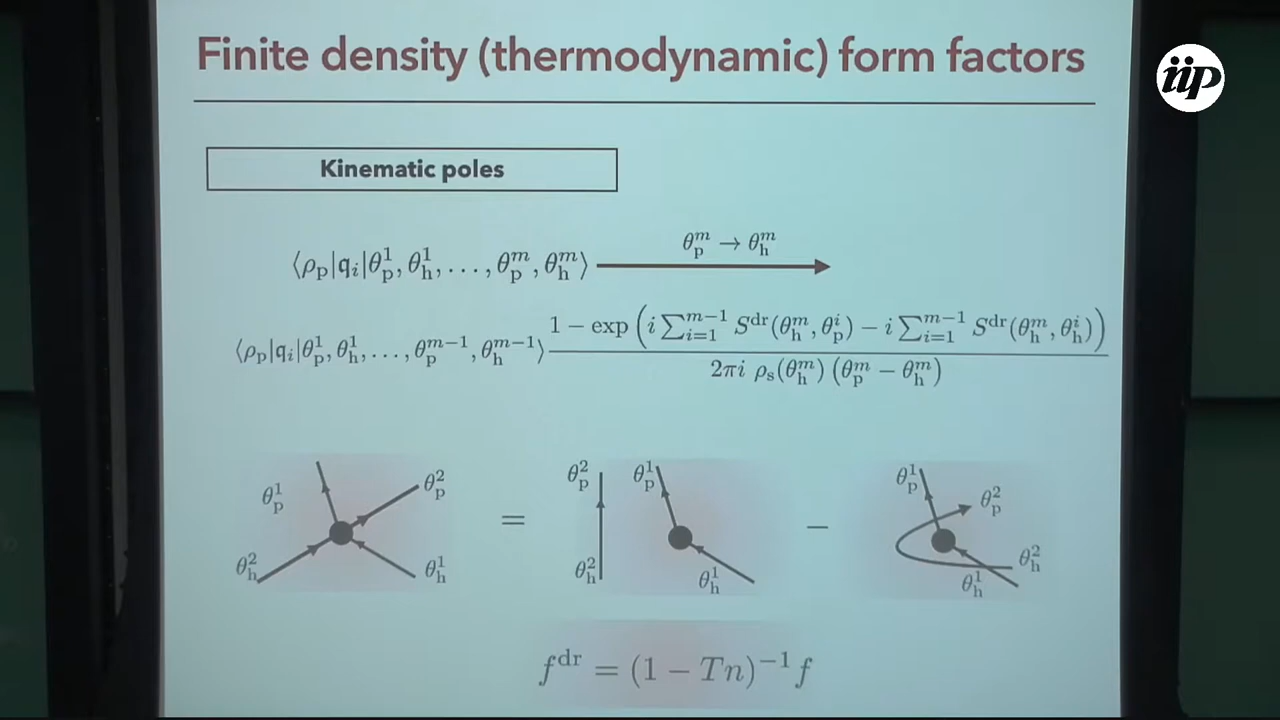 Finite density (thermodynamic) form factors
iip
Kinematic poles
θ_p^m → θ_h^m
⟨ρ_p|q_i|θ_p^1, θ_h^1, . . . , θ_p^m, θ_h^m⟩
⟨ρ_p|q_i|θ_p^1, θ_h^1, . . . , θ_p^{m−1}, θ_h^{m−1}⟩ \frac{1 − exp(i ∑_{i=1}^{m−1} S^{dr}(θ_h^m, θ_p^i) − i ∑_{i=1}^{m−1} S^{dr}(θ_h^m, θ_h^i))}{2πi ρ_s(θ_h^m) (θ_p^m − θ_h^m)}
θ_p^1 θ_p^2 θ_h^2 θ_h^1 = θ_p^2 θ_p^1 θ_h^2 θ_h^1 − θ_p^1 θ_p^2 θ_h^2 θ_h^1
f^{dr} = (1 − Tn)^{−1} f